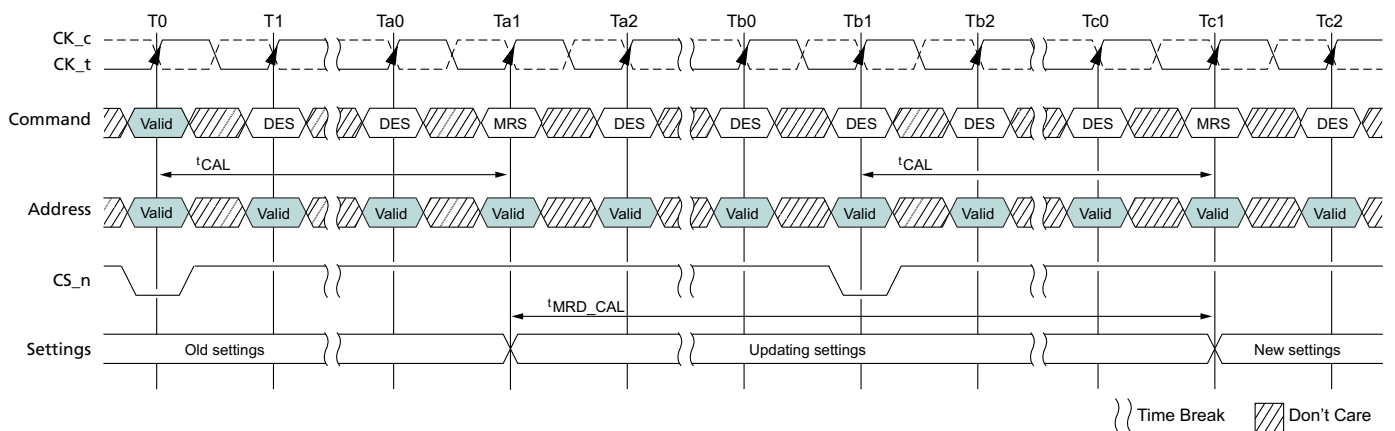 T0 T1 Ta0 Ta1 Ta2 Tb0 Tb1 Tb2 Tc0 Tc1 Tc2
CK_c
CK_t
Command Valid DES DES MRS DES DES DES DES DES MRS DES
tCAL tCAL
Address Valid Valid Valid Valid Valid Valid Valid Valid Valid Valid Valid
CS_n
tMRD_CAL
Settings Old settings Updating settings New settings
Time Break Don't Care